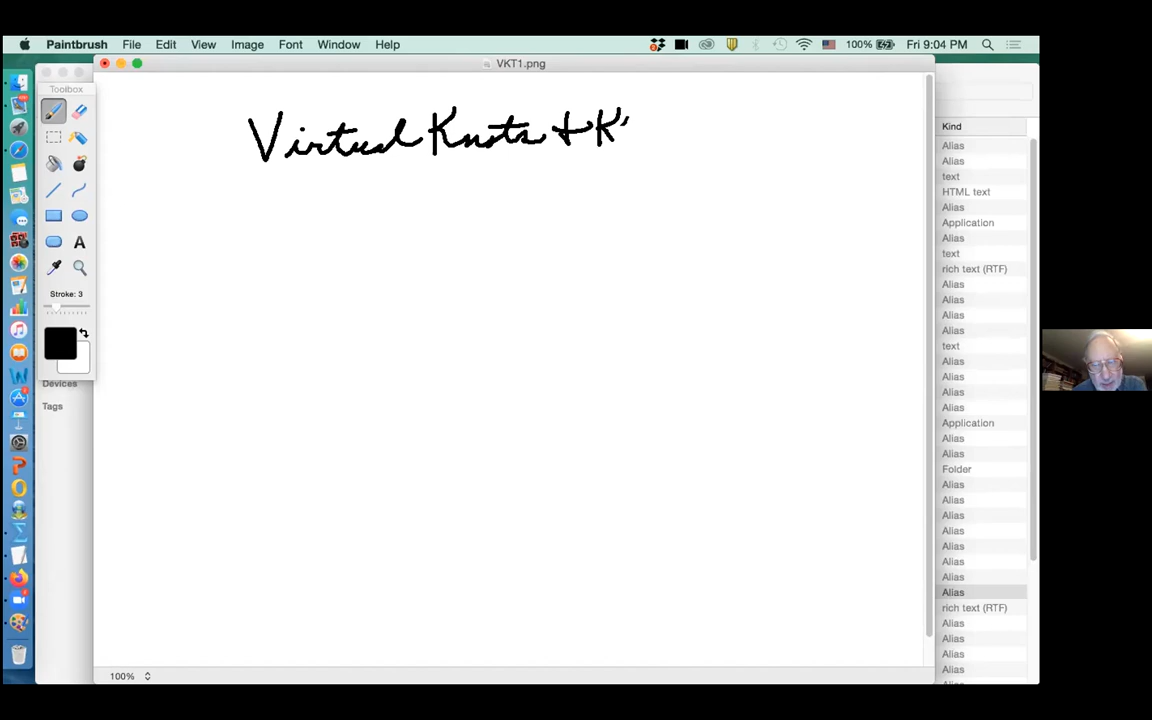 Paintbrush File Edit View Image Font Window Help 100% Fri 9:04 PM
VKT1.png
Toolbox
Virtual Knots & K
Stroke: 3
Devices
Tags
Kind
Alias
Alias
text
HTML text
Alias
Application
Alias
text
rich text (RTF)
Alias
Alias
Alias
Alias
text
Alias
Alias
Alias
Alias
Application
Alias
Alias
Folder
Alias
Alias
Alias
Alias
Alias
Alias
Alias
Alias
rich text (RTF)
Alias
Alias
Alias
Alias
100%